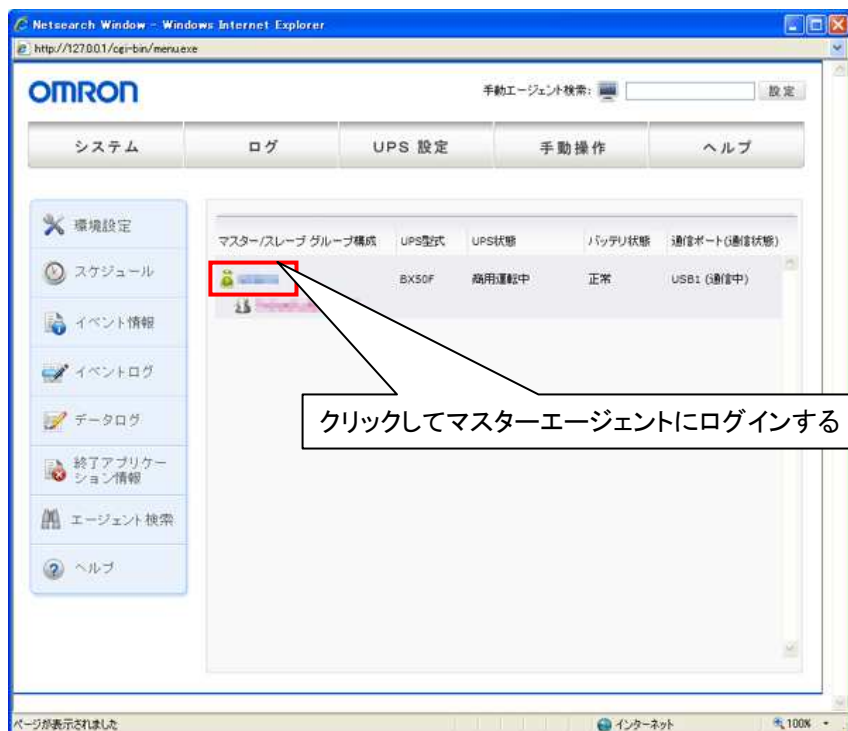 Netsearch Window - Windows Internet Explorer
http://127.0.0.1/cgi-bin/menu.exe
OMRON
手動エージェント検索:
設定
システム ログ UPS 設定 手動操作 ヘルプ
環境設定
スケジュール
イベント情報
イベントログ
データログ
終了アプリケー
ション情報
エージェント検索
ヘルプ
マスター/スレーブ グループ構成 UPS型式 UPS状態 バッテリ状態 通信ポート(通信状態)
BX50F 商用運転中 正常 USB1 (通信中)
クリックしてマスターエージェントにログインする
ページが表示されました
インターネット
100%